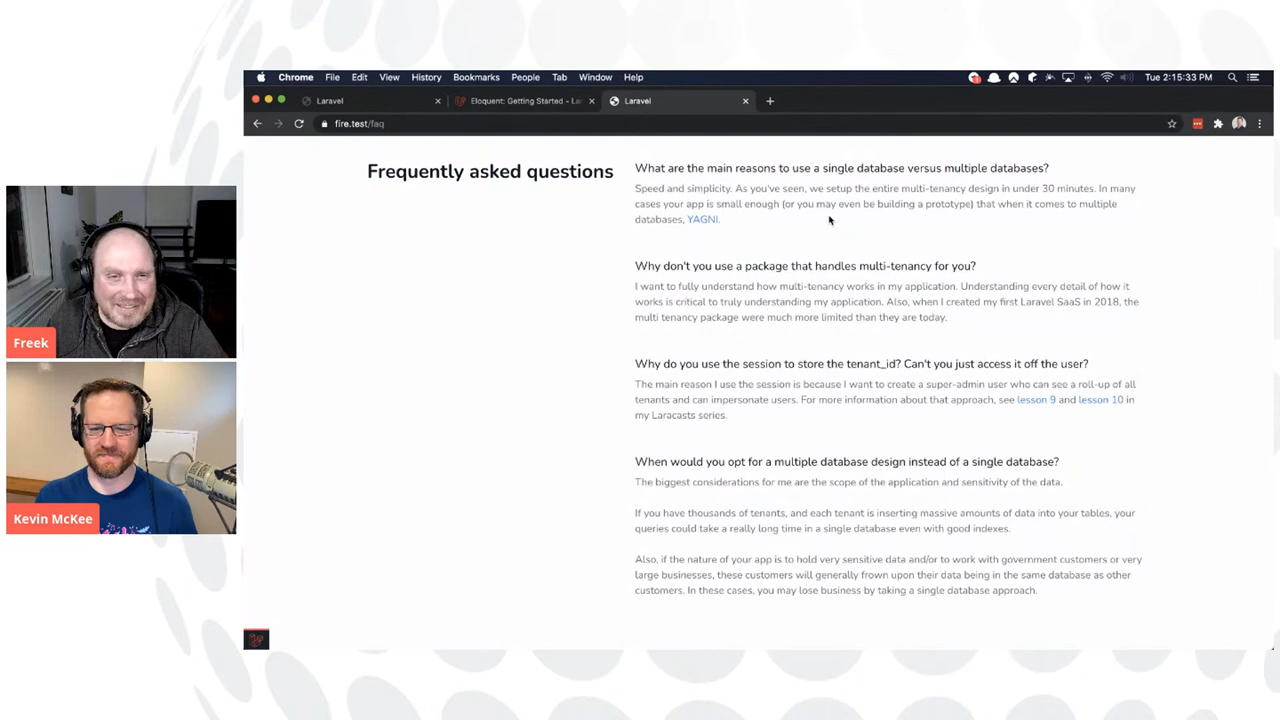 Chrome File Edit View History Bookmarks People Tab Window Help Tue 2:15:33 PM
Laravel Eloquent: Getting Started - La Laravel
fire.test/faq
Frequently asked questions
What are the main reasons to use a single database versus multiple databases?
Speed and simplicity. As you've seen, we setup the entire multi-tenancy design in under 30 minutes. In many
cases your app is small enough (or you may even be building a prototype) that when it comes to multiple
databases, YAGNI.
Why don't you use a package that handles multi-tenancy for you?
I want to fully understand how multi-tenancy works in my application. Understanding every detail of how it
works is critical to truly understanding my application. Also, when I created my first Laravel SaaS in 2018, the
multi tenancy package were much more limited than they are today.
Why do you use the session to store the tenant_id? Can't you just access it off the user?
The main reason I use the session is because I want to create a super-admin user who can see a roll-up of all
tenants and can impersonate users. For more information about that approach, see lesson 9 and lesson 10 in
my Laracasts series.
When would you opt for a multiple database design instead of a single database?
The biggest considerations for me are the scope of the application and sensitivity of the data.
If you have thousands of tenants, and each tenant is inserting massive amounts of data into your tables, your
queries could take a really long time in a single database even with good indexes.
Also, if the nature of your app is to hold very sensitive data and/or to work with government customers or very
large businesses, these customers will generally frown upon their data being in the same database as other
customers. In these cases, you may lose business by taking a single database approach.
Freek
Kevin McKee